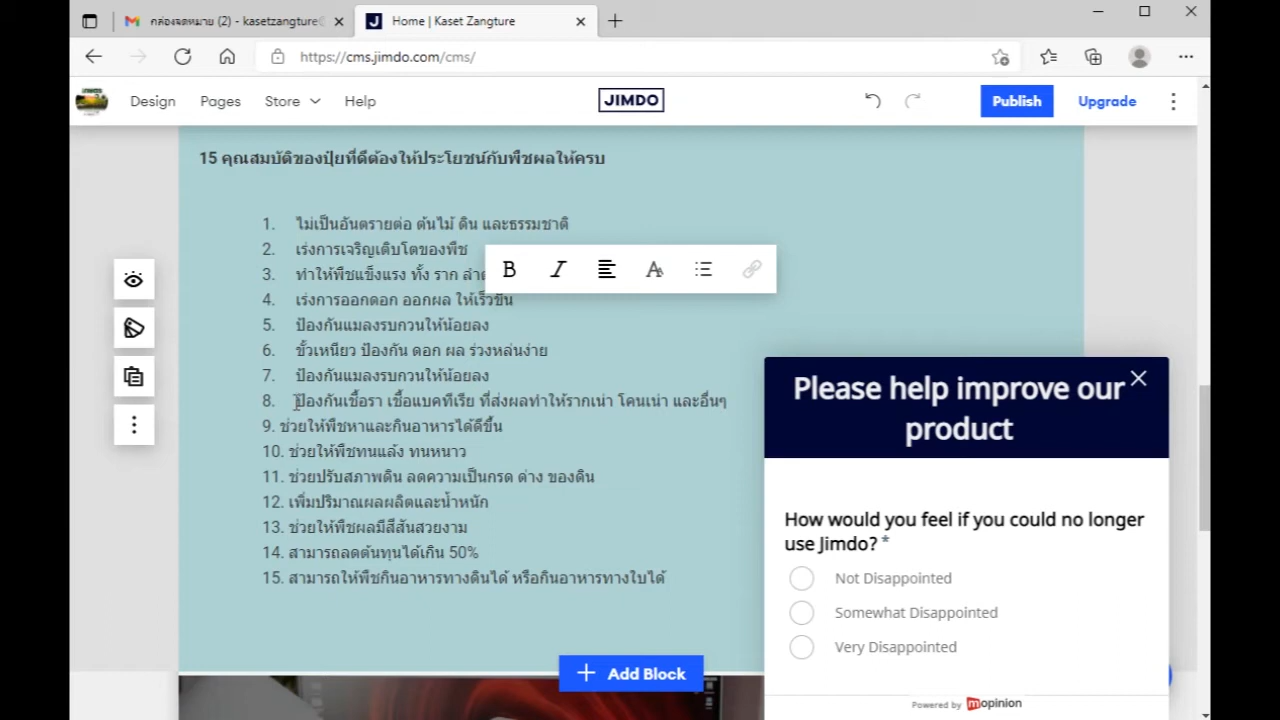 กล่องจดหมาย (2) - kasetzangture
Home | Kaset Zangture
https://cms.jimdo.com/cms/
Design
Pages
Store
Help
JIMDO
Publish
Upgrade
15 คุณสมบัติของปุ๋ยที่ดีต้องให้ประโยชน์กับพืชผลให้ครบ
1. ไม่เป็นอันตรายต่อ ต้นไม้ ดิน และธรรมชาติ
2. เร่งการเจริญเติบโตของพืช
3. ทำให้พืชแข็งแรง ทั้ง ราก
4. เร่งการออกดอก ออกผล ให้เร็วขึ้น
5. ป้องกันแมลงรบกวนให้น้อยลง
6. ขั้วเหนียว ป้องกัน ดอก ผล ร่วงหล่นง่าย
7. ป้องกันแมลงรบกวนให้น้อยลง
8. ป้องกันเชื้อรา เชื้อแบคทีเรีย ที่ส่งผลทำให้รากเน่า โคนเน่า และอื่นๆ
9. ช่วยให้พืชหาและกินอาหารได้ดีขึ้น
10. ช่วยให้พืชทนแล้ง ทนหนาว
11. ช่วยปรับสภาพดิน ลดความเป็นกรด ด่าง ของดิน
12. เพิ่มปริมาณผลผลิตและน้ำหนัก
13. ช่วยให้พืชผลมีสีสันสวยงาม
14. สามารถลดต้นทุนได้เกิน 50%
15. สามารถให้พืชกินอาหารทางดินได้ หรือกินอาหารทางใบได้
Add Block
Please help improve our
product
How would you feel if you could no longer
use Jimdo? *
Not Disappointed
Somewhat Disappointed
Very Disappointed
Powered by mopinion